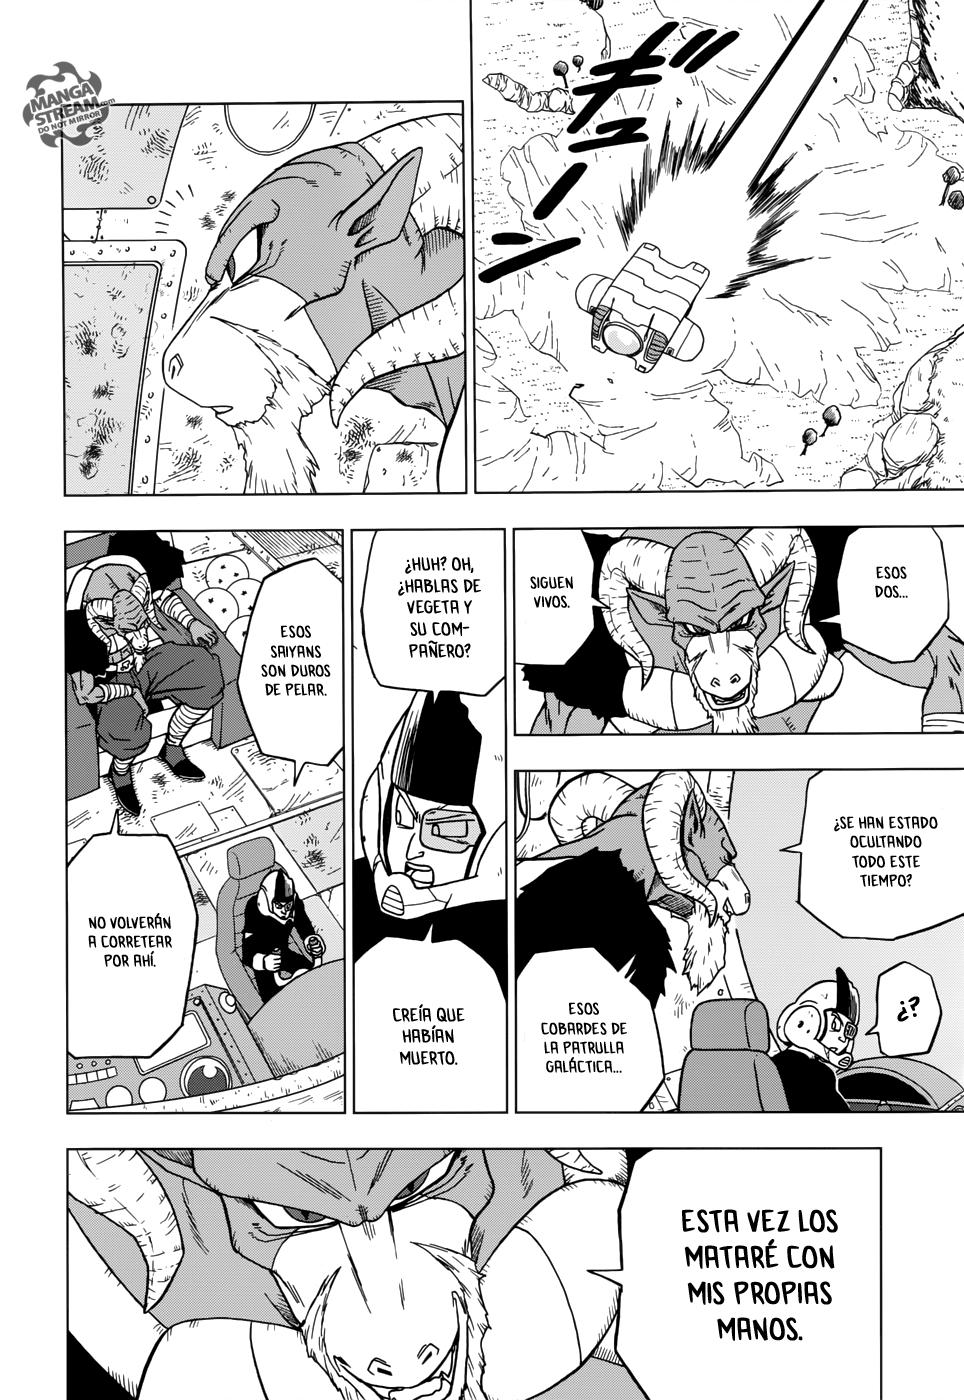 MANGA
STREAM.com
DO NOT MIRROR
ギュン
ESOS
DOS...
SIGUEN
VIVOS.
¿SE HAN ESTADO
OCULTANDO
TODO ESTE
TIEMPO?
¿?
ESOS
COBARDES DE
LA PATRULLA
GALÁCTICA...
¿HUH? OH,
¿HABLAS DE
VEGETA Y
SU COM-
PAÑERO?
CREÍA QUE
HABÍAN
MUERTO.
ESOS
SAIYANS
SON DUROS
DE PELAR.
NO VOLVERÁN
A CORRETEAR
POR AHÍ.
ESTA VEZ LOS
MATARÉ CON
MIS PROPIAS
MANOS.